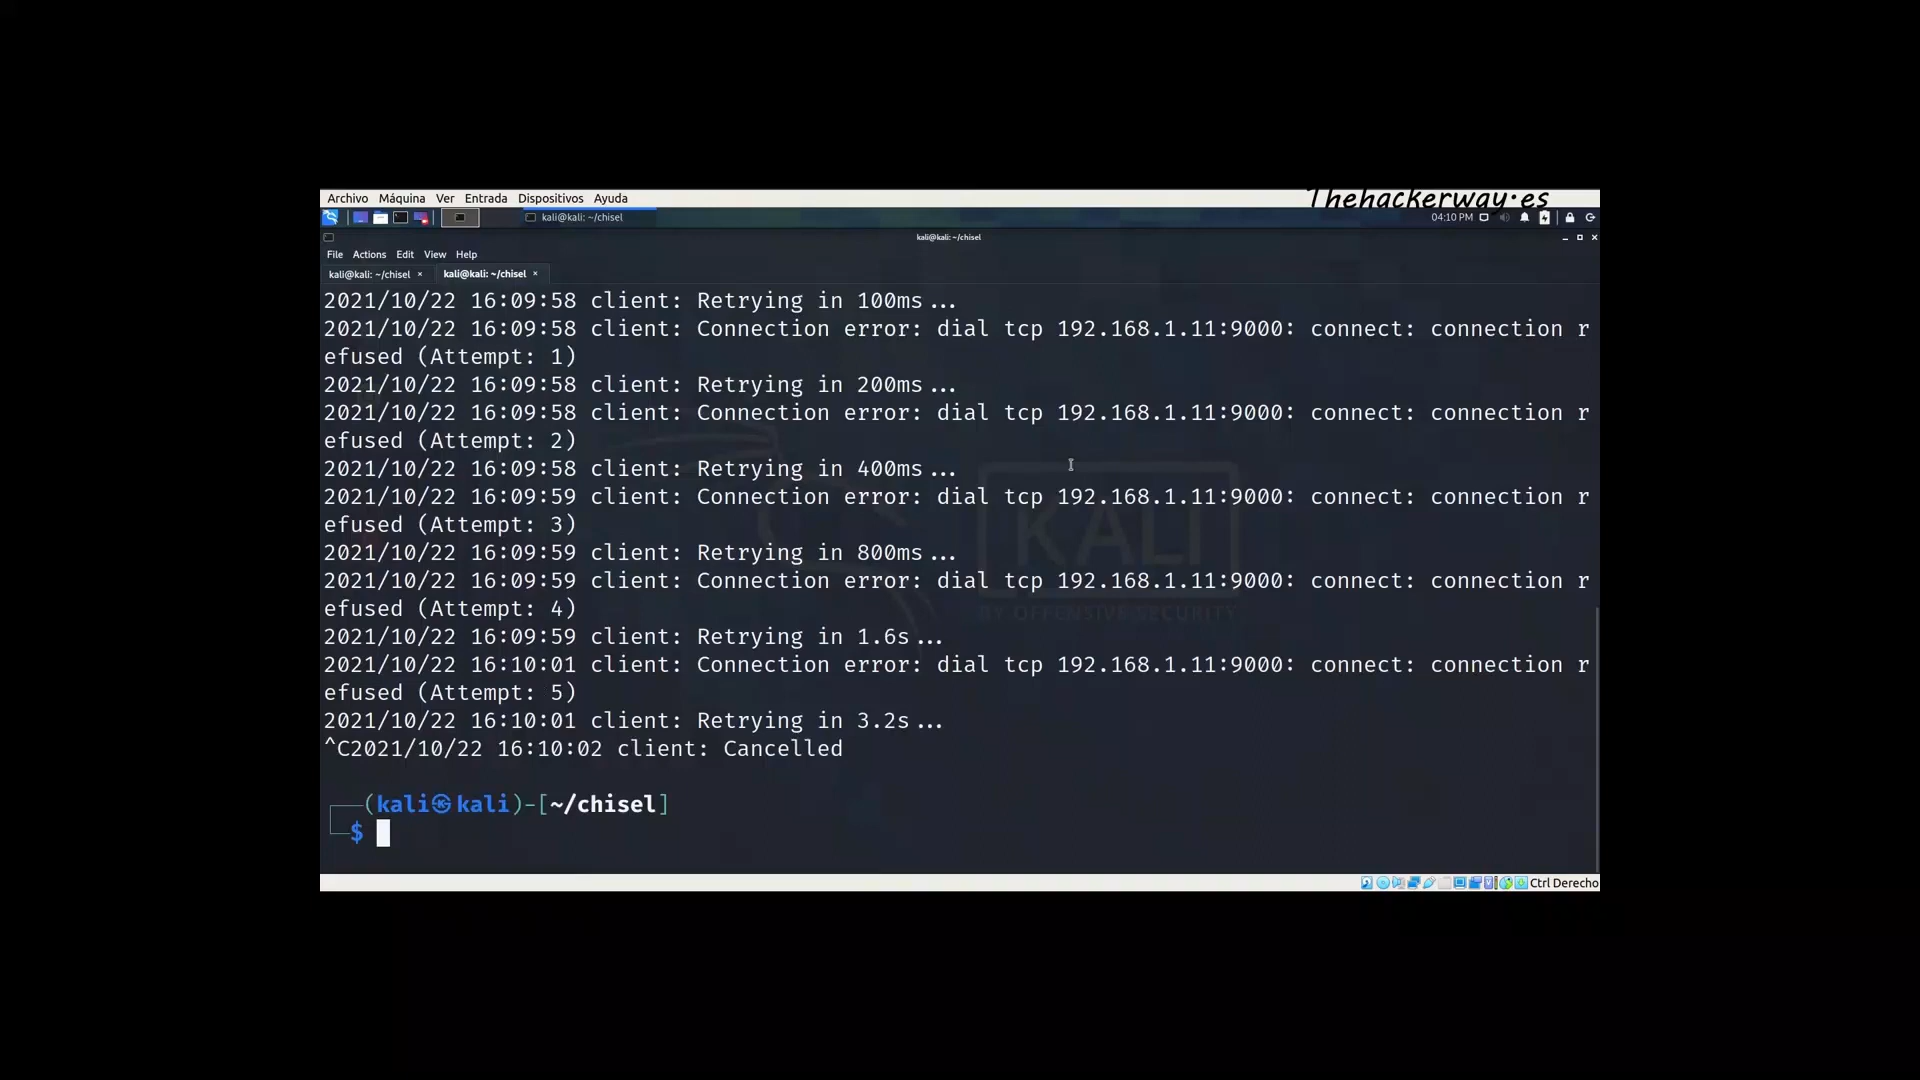 Archivo Máquina Ver Entrada Dispositivos Ayuda
Thehackerway.es
kali@kali: ~/chisel
04:10 PM
kali@kali: ~/chisel
File Actions Edit View Help
kali@kali: ~/chisel × kali@kali: ~/chisel ×
2021/10/22 16:09:58 client: Retrying in 100ms...
2021/10/22 16:09:58 client: Connection error: dial tcp 192.168.1.11:9000: connect: connection r
efused (Attempt: 1)
2021/10/22 16:09:58 client: Retrying in 200ms...
2021/10/22 16:09:58 client: Connection error: dial tcp 192.168.1.11:9000: connect: connection r
efused (Attempt: 2)
2021/10/22 16:09:58 client: Retrying in 400ms...
2021/10/22 16:09:59 client: Connection error: dial tcp 192.168.1.11:9000: connect: connection r
efused (Attempt: 3)
2021/10/22 16:09:59 client: Retrying in 800ms...
2021/10/22 16:09:59 client: Connection error: dial tcp 192.168.1.11:9000: connect: connection r
efused (Attempt: 4)
2021/10/22 16:09:59 client: Retrying in 1.6s...
2021/10/22 16:10:01 client: Connection error: dial tcp 192.168.1.11:9000: connect: connection r
efused (Attempt: 5)
2021/10/22 16:10:01 client: Retrying in 3.2s...
^C2021/10/22 16:10:02 client: Cancelled
KALI
BY OFFENSIVE SECURITY
┌──(kali㉿kali)-[~/chisel]
└─$
Ctrl Derecho